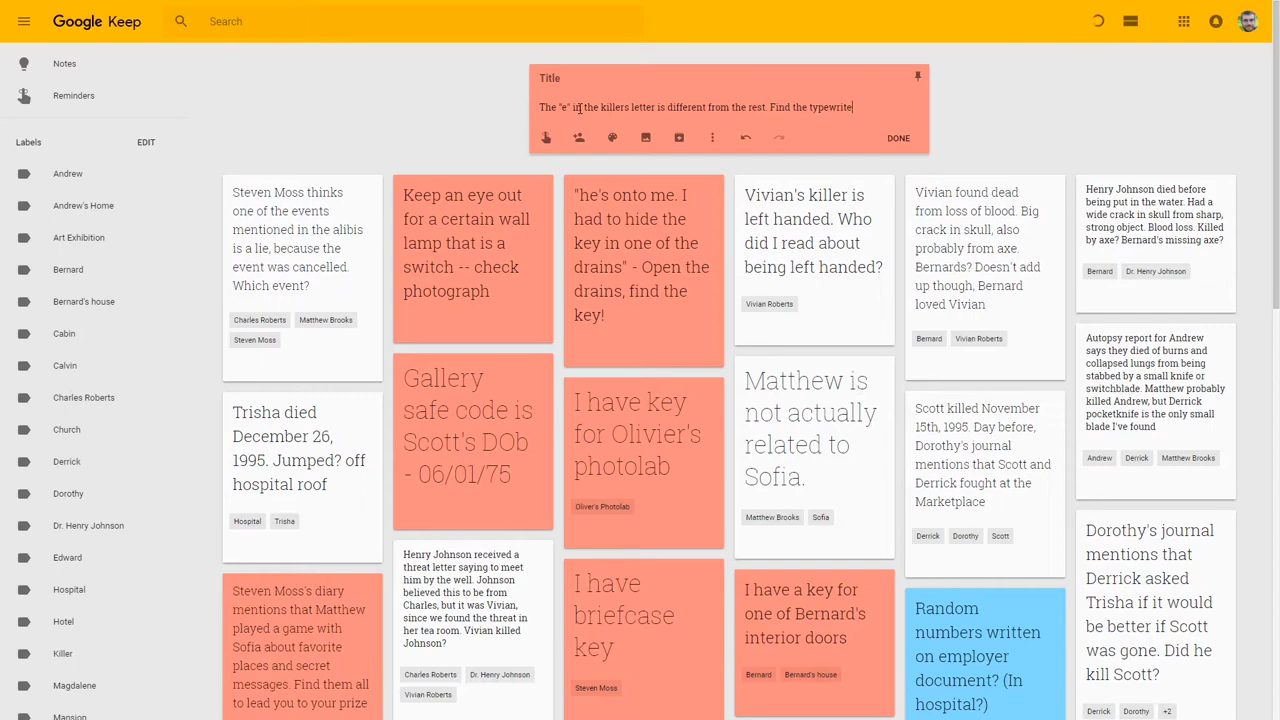 Google Keep
Search
Notes
Reminders
Labels
EDIT
Andrew
Andrew's Home
Art Exhibition
Bernard
Bernard's house
Cabin
Calvin
Charles Roberts
Church
Derrick
Dorothy
Dr. Henry Johnson
Edward
Hospital
Hotel
Killer
Magdalene
Mansion
Title
The "e" in the killers letter is different from the rest. Find the typewrite
DONE
Steven Moss thinks
one of the events
mentioned in the alibis
is a lie, because the
event was cancelled.
Which event?
Charles Roberts
Matthew Brooks
Steven Moss
Trisha died
December 26,
1995. Jumped? off
hospital roof
Hospital
Trisha
Steven Moss's diary
mentions that Matthew
played a game with
Sofia about favorite
places and secret
messages. Find them all
to lead you to your prize
Keep an eye out
for a certain wall
lamp that is a
switch -- check
photograph
Gallery
safe code is
Scott's DOb
- 06/01/75
Henry Johnson received a
threat letter saying to meet
him by the well. Johnson
believed this to be from
Charles, but it was Vivian,
since we found the threat in
her tea room. Vivian killed
Johnson?
Charles Roberts
Dr. Henry Johnson
Vivian Roberts
"he's onto me. I
had to hide the
key in one of the
drains" - Open the
drains, find the
key!
I have key
for Olivier's
photolab
Oliver's Photolab
I have
briefcase
key
Steven Moss
Vivian's killer is
left handed. Who
did I read about
being left handed?
Vivian Roberts
Matthew is
not actually
related to
Sofia.
Matthew Brooks
Sofia
I have a key for
one of Bernard's
interior doors
Bernard
Bernard's house
Vivian found dead
from loss of blood. Big
crack in skull, also
probably from axe.
Bernards? Doesn't add
up though, Bernard
loved Vivian
Bernard
Vivian Roberts
Scott killed November
15th, 1995. Day before,
Dorothy's journal
mentions that Scott and
Derrick fought at the
Marketplace
Derrick
Dorothy
Scott
Random
numbers written
on employer
document? (In
hospital?)
Henry Johnson died before
being put in the water. Had a
wide crack in skull from sharp,
strong object. Blood loss. Killed
by axe? Bernard's missing axe?
Bernard
Dr. Henry Johnson
Autopsy report for Andrew
says they died of burns and
collapsed lungs from being
stabbed by a small knife or
switchblade. Matthew probably
killed Andrew, but Derrick
pocketknife is the only small
blade I've found
Andrew
Derrick
Matthew Brooks
Dorothy's journal
mentions that
Derrick asked
Trisha if it would
be better if Scott
was gone. Did he
kill Scott?
Derrick
Dorothy
+2